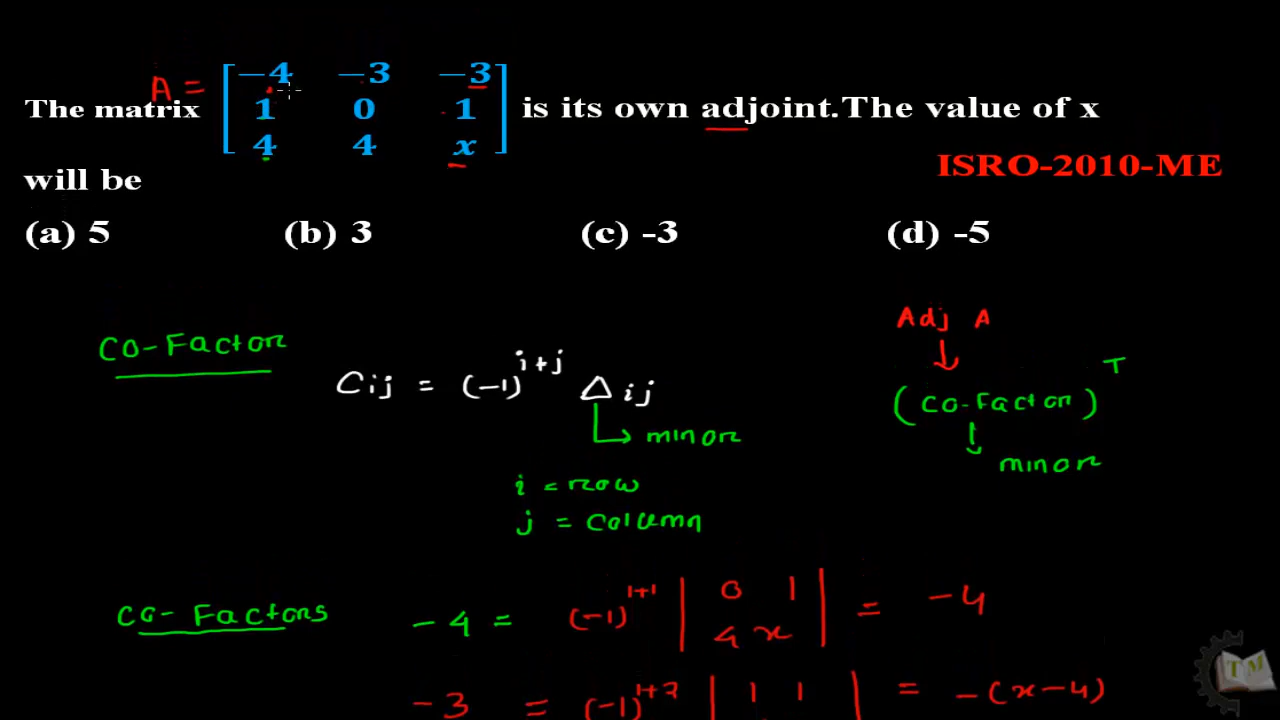 A = [ −4 −3 −3
The matrix 1 0 1 is its own adjoint.The value of x
4 4 x ]
will be
ISRO-2010-ME
(a) 5 (b) 3 (c) -3 (d) -5
Adj A
CO-Factor
Cij = (-1)^i+j Δij
(CO-Factor)^T
minor
minor
i = row
j = Column
CO-Factors
-4 = (-1)^1+1 | 0 1 | = -4
4 x
-3 = (-1)^1+2 | 1 1 | = -(x-4)
TM